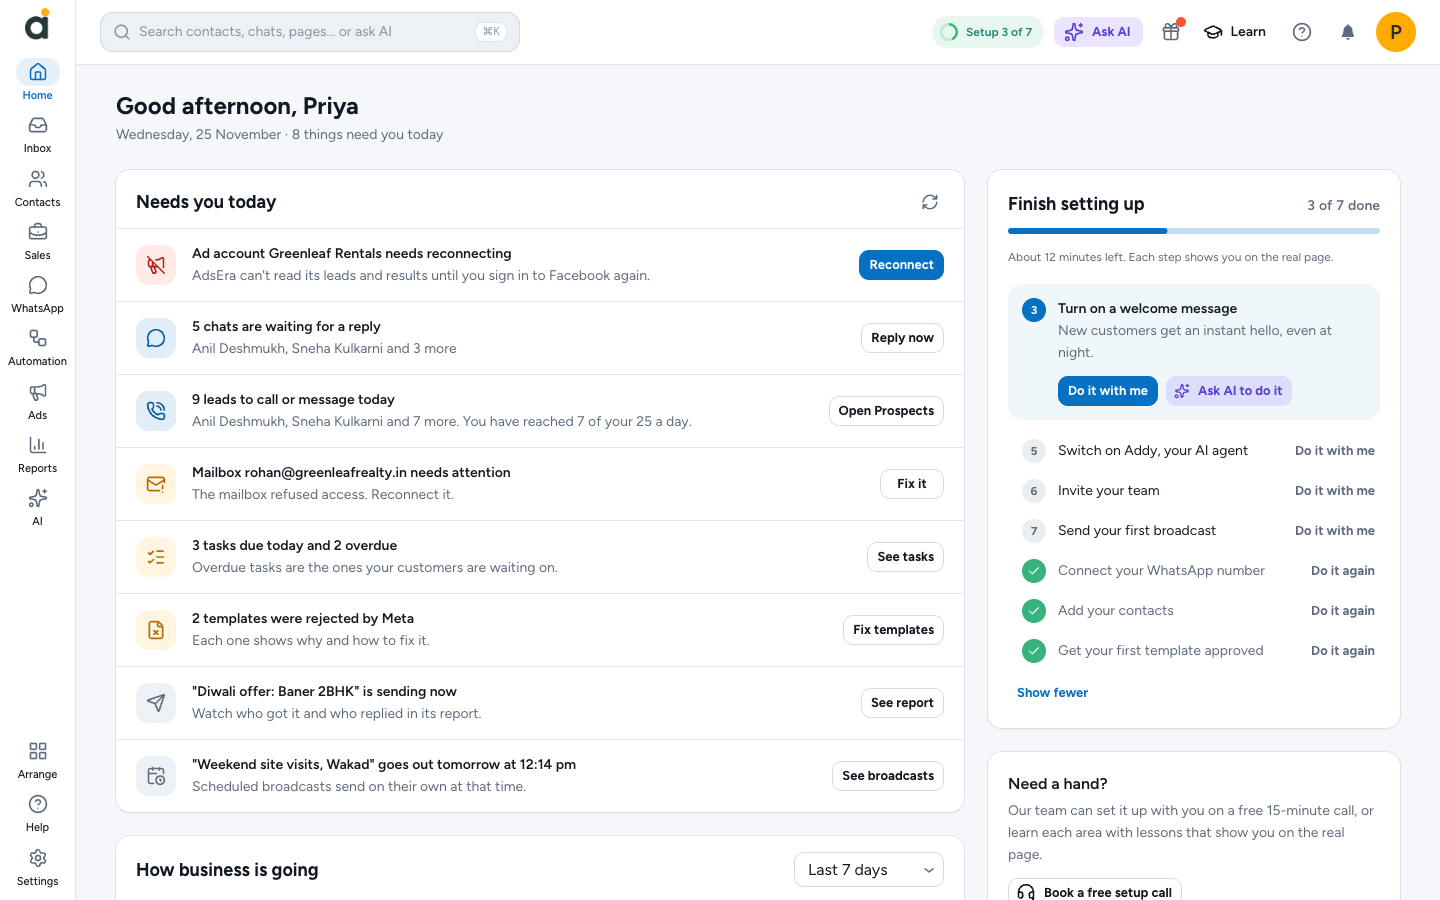 Search contacts, chats, pages... or ask AI
⌘K
Setup 3 of 7
Ask AI
Learn
P
Home
Inbox
Contacts
Sales
WhatsApp
Automation
Ads
Reports
AI
Arrange
Help
Settings
Good afternoon, Priya
Wednesday, 25 November · 8 things need you today
Needs you today
Ad account Greenleaf Rentals needs reconnecting
AdsEra can't read its leads and results until you sign in to Facebook again.
Reconnect
5 chats are waiting for a reply
Anil Deshmukh, Sneha Kulkarni and 3 more
Reply now
9 leads to call or message today
Anil Deshmukh, Sneha Kulkarni and 7 more. You have reached 7 of your 25 a day.
Open Prospects
Mailbox rohan@greenleafrealty.in needs attention
The mailbox refused access. Reconnect it.
Fix it
3 tasks due today and 2 overdue
Overdue tasks are the ones your customers are waiting on.
See tasks
2 templates were rejected by Meta
Each one shows why and how to fix it.
Fix templates
"Diwali offer: Baner 2BHK" is sending now
Watch who got it and who replied in its report.
See report
"Weekend site visits, Wakad" goes out tomorrow at 12:14 pm
Scheduled broadcasts send on their own at that time.
See broadcasts
How business is going
Last 7 days
Finish setting up
3 of 7 done
About 12 minutes left. Each step shows you on the real page.
3
Turn on a welcome message
New customers get an instant hello, even at
night.
Do it with me
Ask AI to do it
5
Switch on Addy, your AI agent
Do it with me
6
Invite your team
Do it with me
7
Send your first broadcast
Do it with me
Connect your WhatsApp number
Do it again
Add your contacts
Do it again
Get your first template approved
Do it again
Show fewer
Need a hand?
Our team can set it up with you on a free 15-minute call, or
learn each area with lessons that show you on the real
page.
Book a free setup call